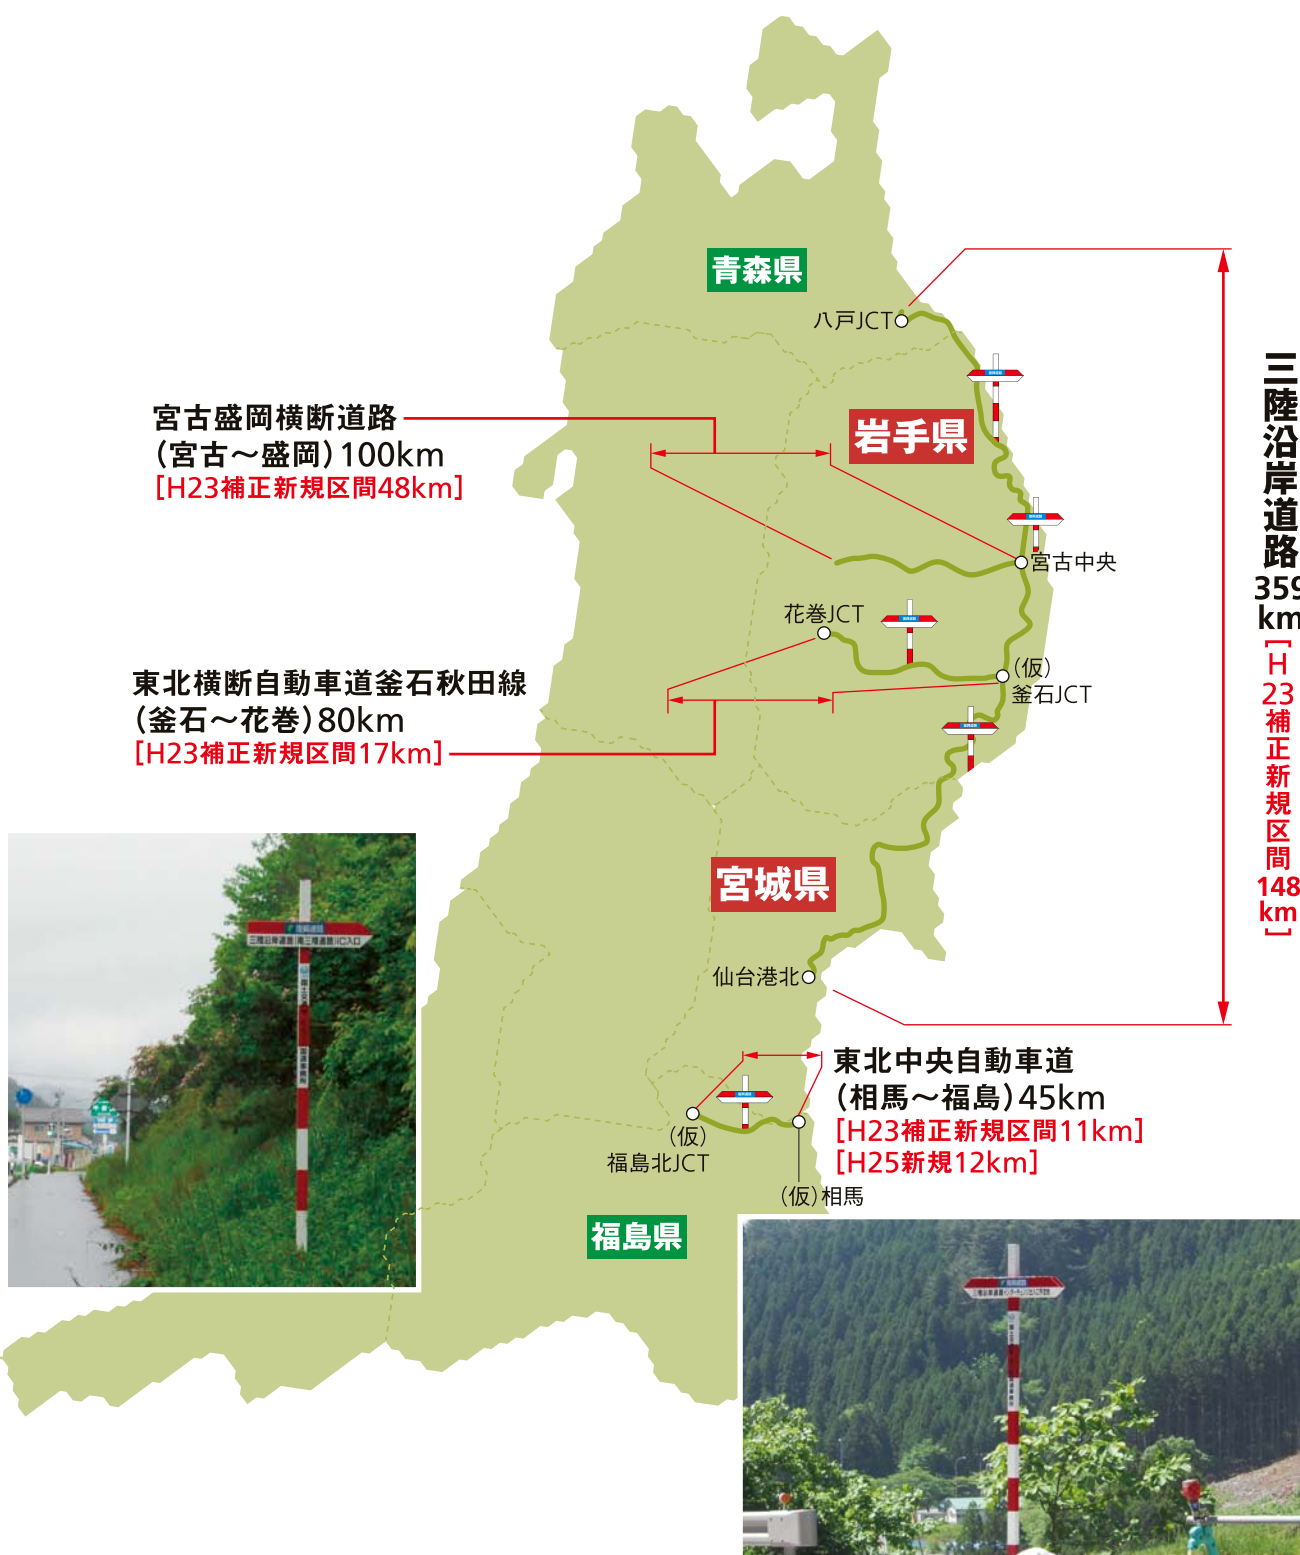 青森県
八戸JCT
岩手県
宮古盛岡横断道路
（宮古～盛岡）100km
[H23補正新規区間48km]
宮古中央
花巻JCT
（仮）
釜石JCT
東北横断自動車道釜石秋田線
（釜石～花巻）80km
[H23補正新規区間17km]
三陸沿岸道路
359
km
[H
23
補正新規区間
148
km]
宮城県
仙台港北
東北中央自動車道
（相馬～福島）45km
[H23補正新規区間11km]
[H25新規12km]
（仮）
福島北JCT
（仮）相馬
福島県